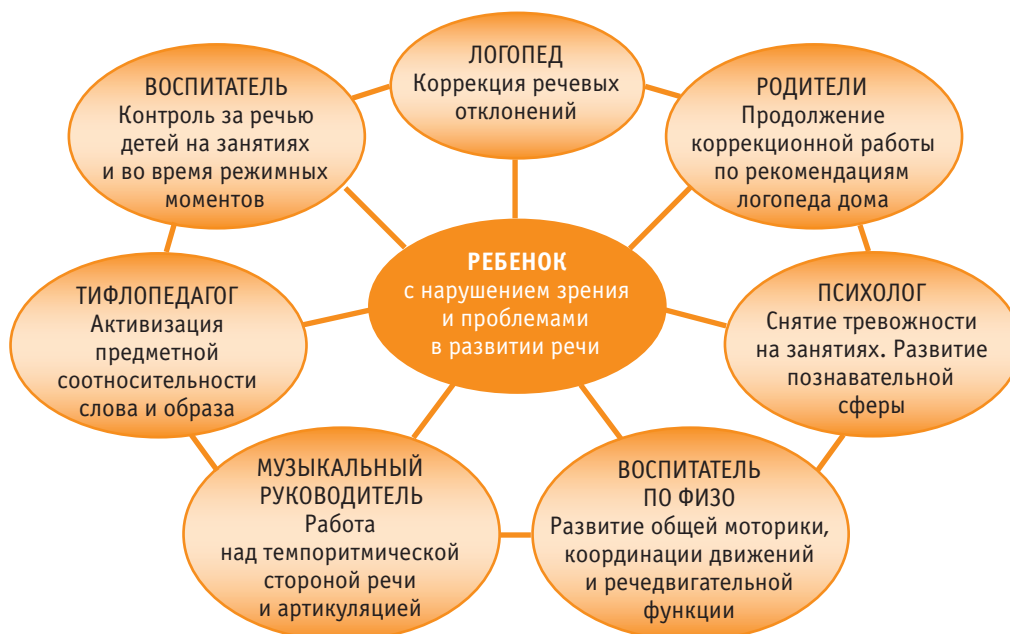 ЛОГОПЕД
Коррекция речевых
отклонений
ВОСПИТАТЕЛЬ
Контроль за речью
детей на занятиях
и во время режимных
моментов
РОДИТЕЛИ
Продолжение
коррекционной работы
по рекомендациям
логопеда дома
РЕБЕНОК
с нарушением зрения
и проблемами
в развитии речи
ТИФЛОПЕДАГОГ
Активизация
предметной
соотносительности
слова и образа
ПСИХОЛОГ
Снятие тревожности
на занятиях. Развитие
познавательной
сферы
МУЗЫКАЛЬНЫЙ
РУКОВОДИТЕЛЬ
Работа
над темпоритмической
стороной речи
и артикуляцией
ВОСПИТАТЕЛЬ
ПО ФИЗО
Развитие общей моторики,
координации движений
и речедвигательной
функции